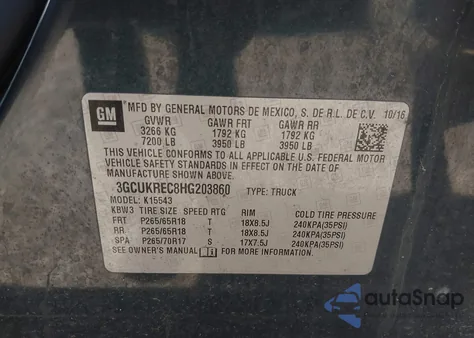 GM
MFD BY GENERAL MOTORS DE MEXICO, S. DE R.L. DE C.V. 10/16
GVWR GAWR FRT GAWR RR
3266 KG 1792 KG 1792 KG
7200 LB 3950 LB 3950 LB
THIS VEHICLE CONFORMS TO ALL APPLICABLE U.S. FEDERAL MOTOR
VEHICLE SAFETY STANDARDS IN EFFECT ON THE DATE OF
MANUFACTURE SHOWN ABOVE.
3GCUKREC8HG203860 TYPE: TRUCK
MODEL: K15543
KBW3 TIRE SIZE SPEED RTG RIM COLD TIRE PRESSURE
FRT P265/65R18 T 18X8.5J 240KPA(35PSI)
RR P265/65R18 T 18X8.5J 240KPA(35PSI)
SPA P265/70R17 S 17X7.5J 240KPA(35PSI)
SEE OWNER'S MANUAL FOR MORE INFORMATION
autoSnap